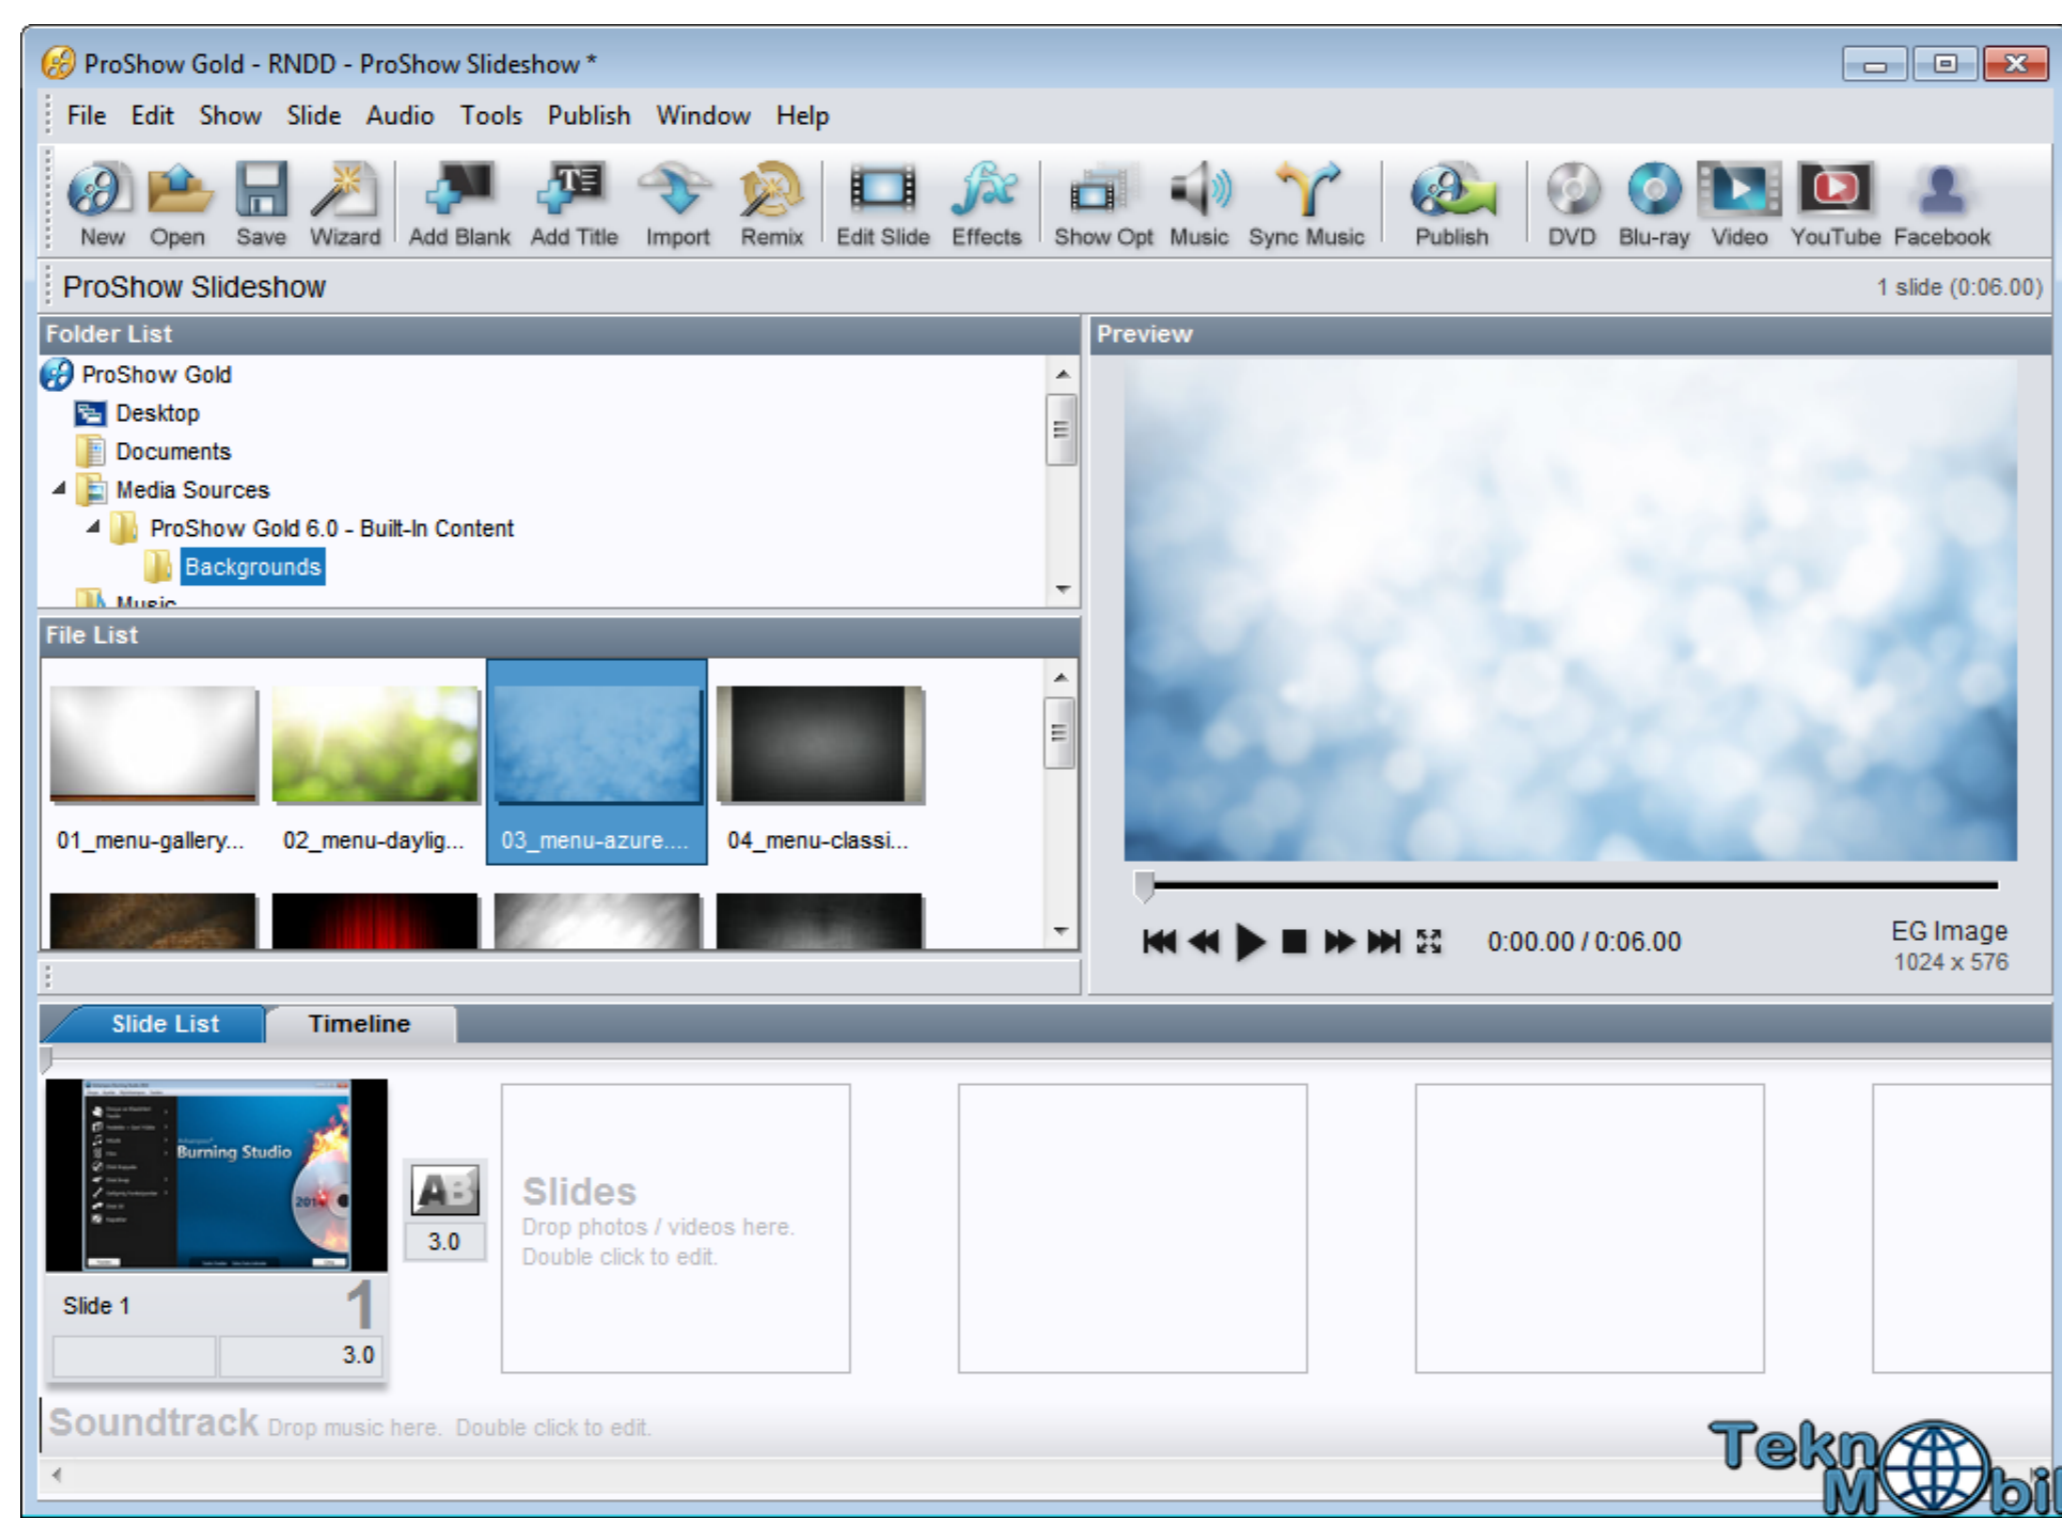 ProShow Gold - RNDD - ProShow Slideshow *
File Edit Show Slide Audio Tools Publish Window Help
New Open Save Wizard Add Blank Add Title Import Remix Edit Slide Effects Show Opt Music Sync Music Publish DVD Blu-ray Video YouTube Facebook
ProShow Slideshow
1 slide (0:06.00)
Folder List
ProShow Gold
Desktop
Documents
Media Sources
ProShow Gold 6.0 - Built-In Content
Backgrounds
Music
File List
01_menu-gallery...
02_menu-daylig...
03_menu-azure....
04_menu-classi...
Preview
0:00.00 / 0:06.00
EG Image
1024 x 576
Slide List
Timeline
Burning Studio
AB
3.0
Slide 1
1
3.0
Slides
Drop photos / videos here.
Double click to edit.
Soundtrack Drop music here. Double click to edit.
Tekn
M bil